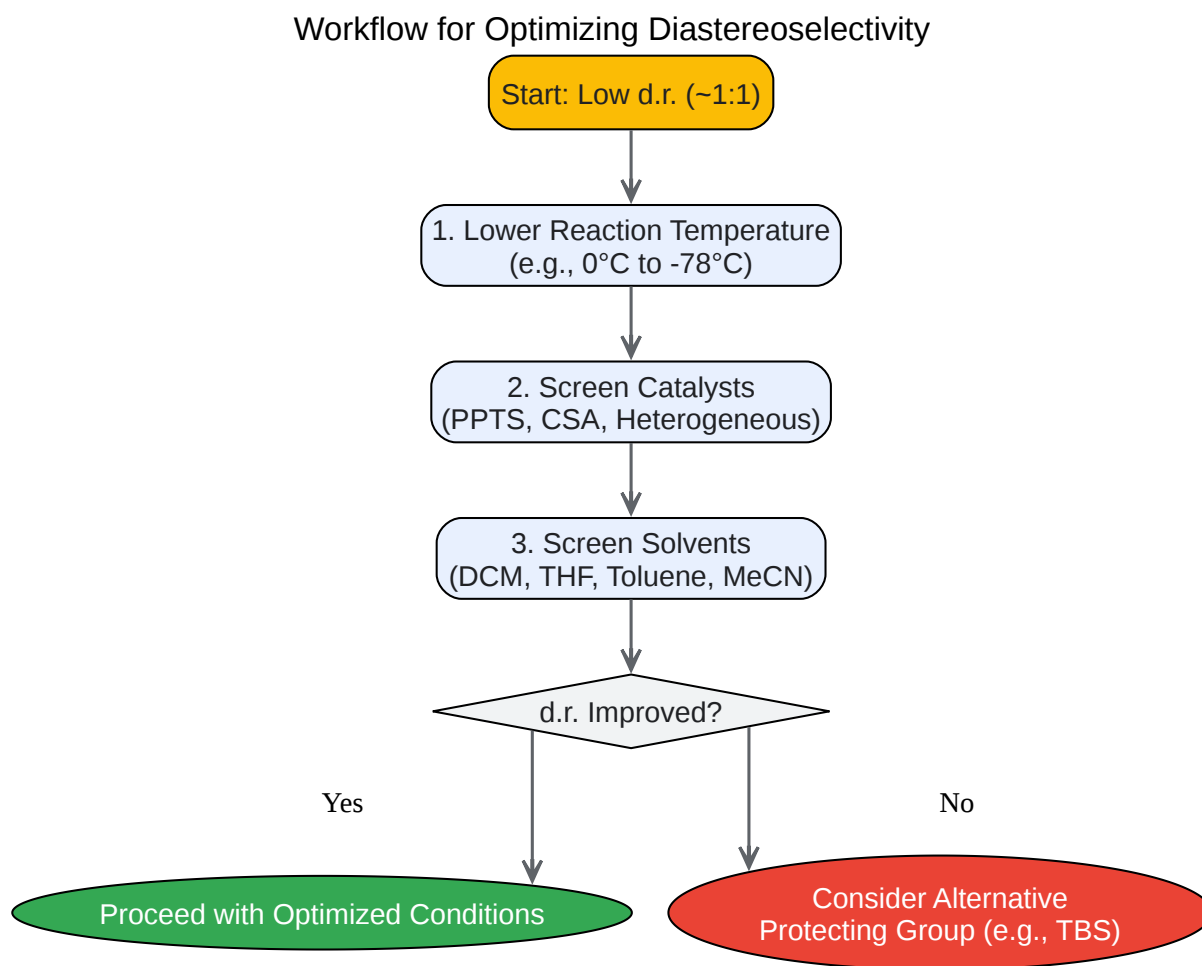 Workflow for Optimizing Diastereoselectivity
Start: Low d.r. (~1:1)
1. Lower Reaction Temperature
(e.g., 0°C to -78°C)
2. Screen Catalysts
(PPTS, CSA, Heterogeneous)
3. Screen Solvents
(DCM, THF, Toluene, MeCN)
d.r. Improved?
Yes
No
Proceed with Optimized Conditions
Consider Alternative
Protecting Group (e.g., TBS)